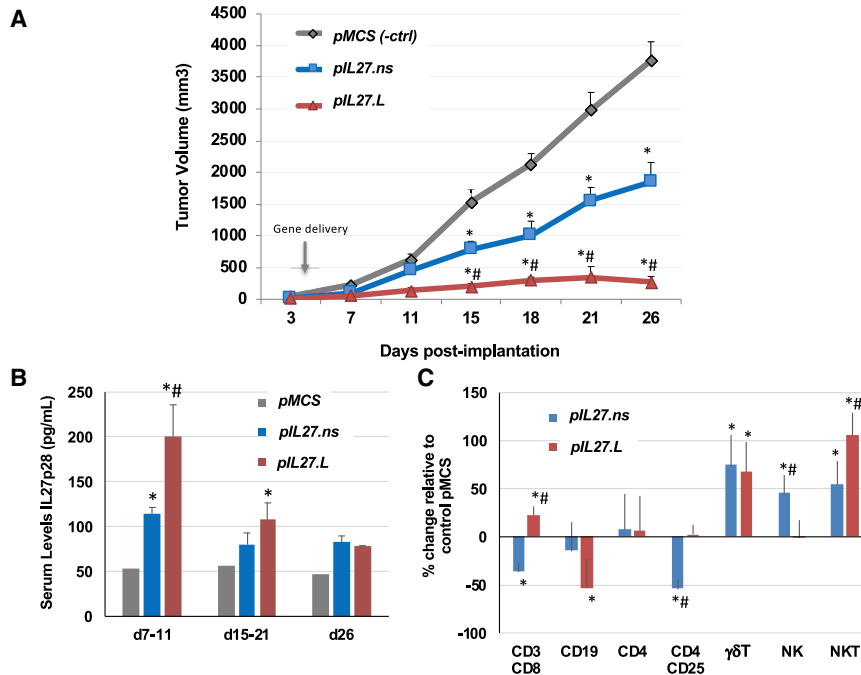 A
4500
4000
3500
3000
2500
2000
1500
1000
500
0
Tumor Volume (mm3)
pMCS (-ctrl)
pIL27.ns
pIL27.L
Gene delivery
* * * *
*# *# *# *#
3 7 11 15 18 21 26
Days post-implantation
B
250
200
150
100
50
0
Serum Levels IL27p28 (pg/mL)
pMCS
pIL27.ns
pIL27.L
* *# *
d7-11 d15-21 d26
C
150
100
50
0
-50
-100
% change relative to
control pMCS
pIL27.ns
pIL27.L
* *# * *# * * *# * *#
CD3 CD19 CD4 CD4 γδT NK NKT
CD8 CD25